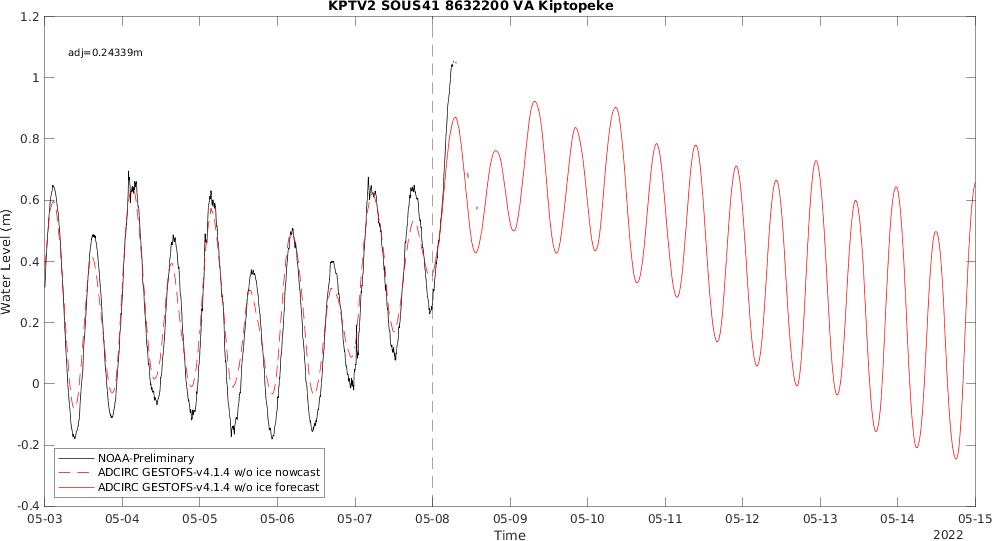 KPTV2 SOUS41 8632200 VA Kiptopeke
adj=0.24339m
1.2
1
0.8
0.6
0.4
0.2
0
-0.2
-0.4
Water Level (m)
NOAA-Preliminary
ADCIRC GESTOFS-v4.1.4 w/o ice nowcast
ADCIRC GESTOFS-v4.1.4 w/o ice forecast
05-03 05-04 05-05 05-06 05-07 05-08 05-09 05-10 05-11 05-12 05-13 05-14 05-15
Time
2022